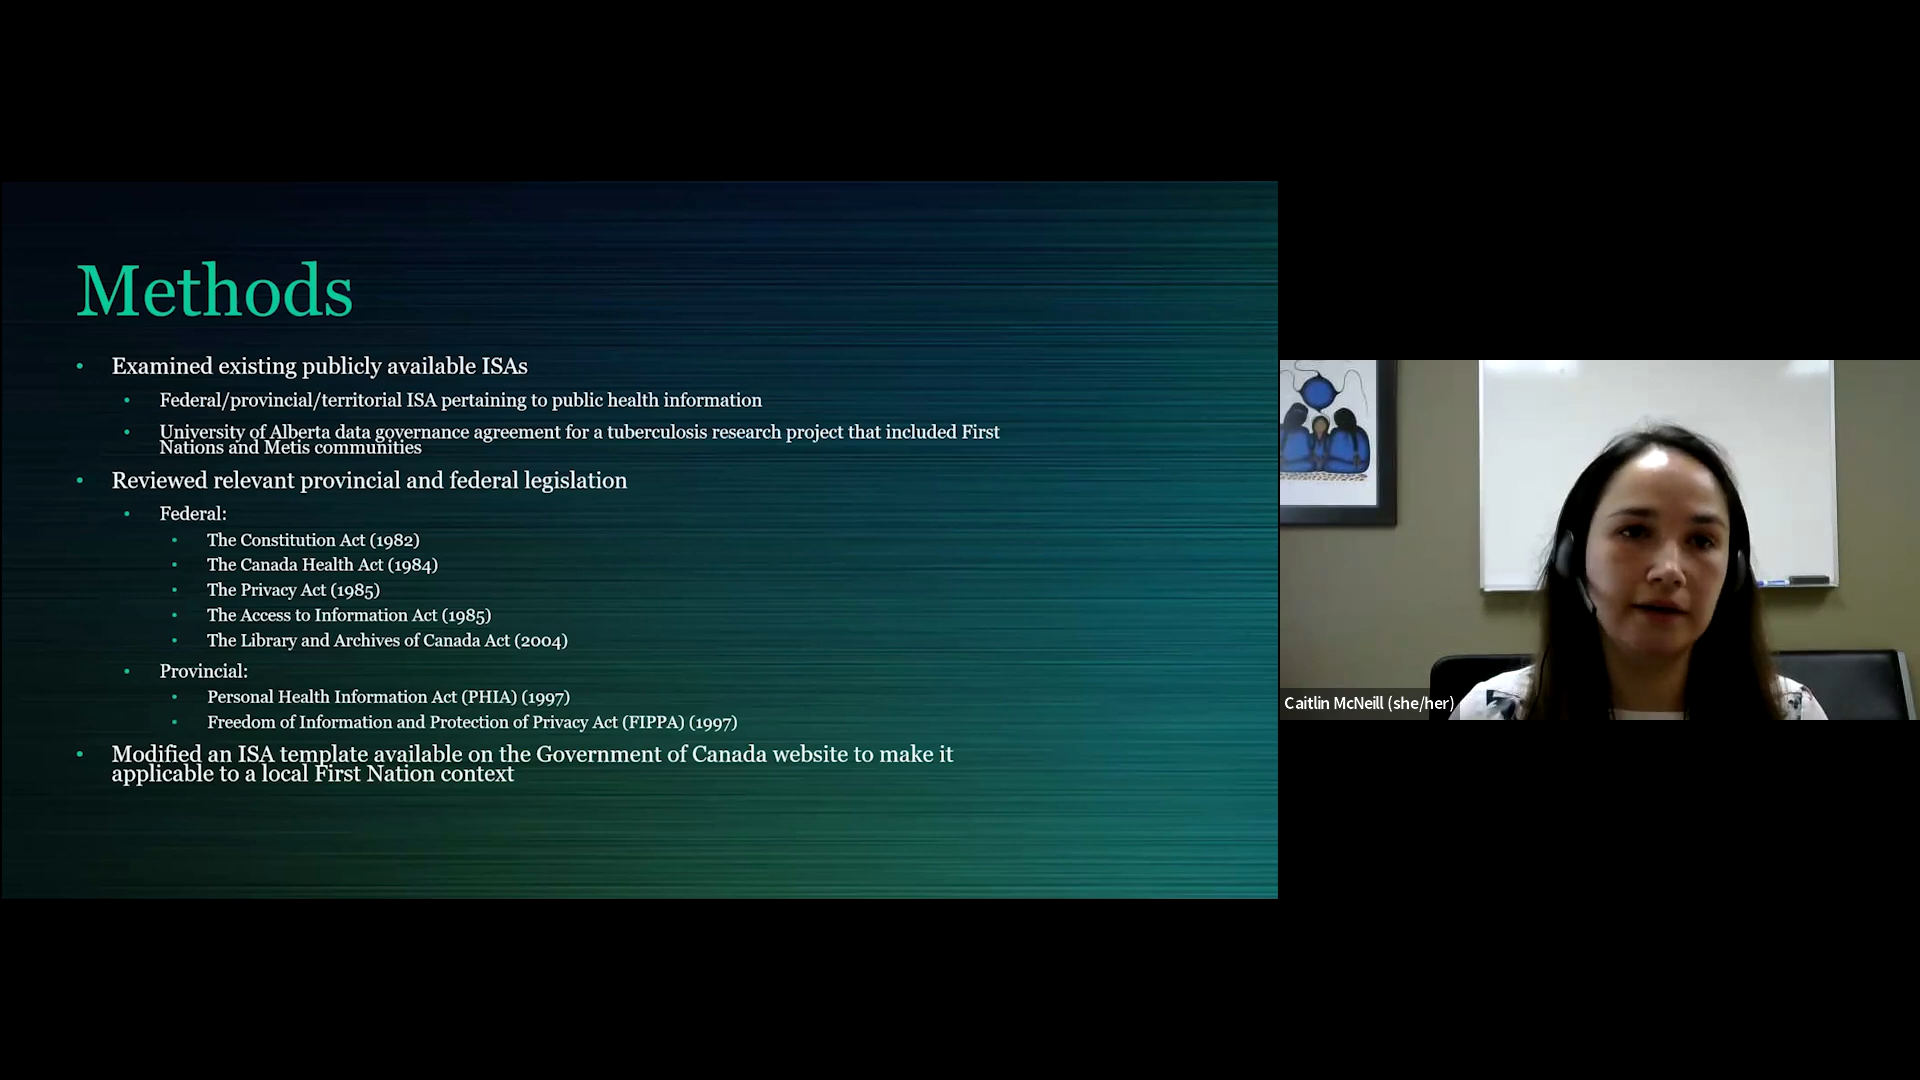 Methods
• Examined existing publicly available ISAs
• Federal/provincial/territorial ISA pertaining to public health information
• University of Alberta data governance agreement for a tuberculosis research project that included First
Nations and Metis communities
• Reviewed relevant provincial and federal legislation
• Federal:
• The Constitution Act (1982)
• The Canada Health Act (1984)
• The Privacy Act (1985)
• The Access to Information Act (1985)
• The Library and Archives of Canada Act (2004)
• Provincial:
• Personal Health Information Act (PHIA) (1997)
• Freedom of Information and Protection of Privacy Act (FIPPA) (1997)
• Modified an ISA template available on the Government of Canada website to make it
applicable to a local First Nation context
Caitlin McNeill (she/her)